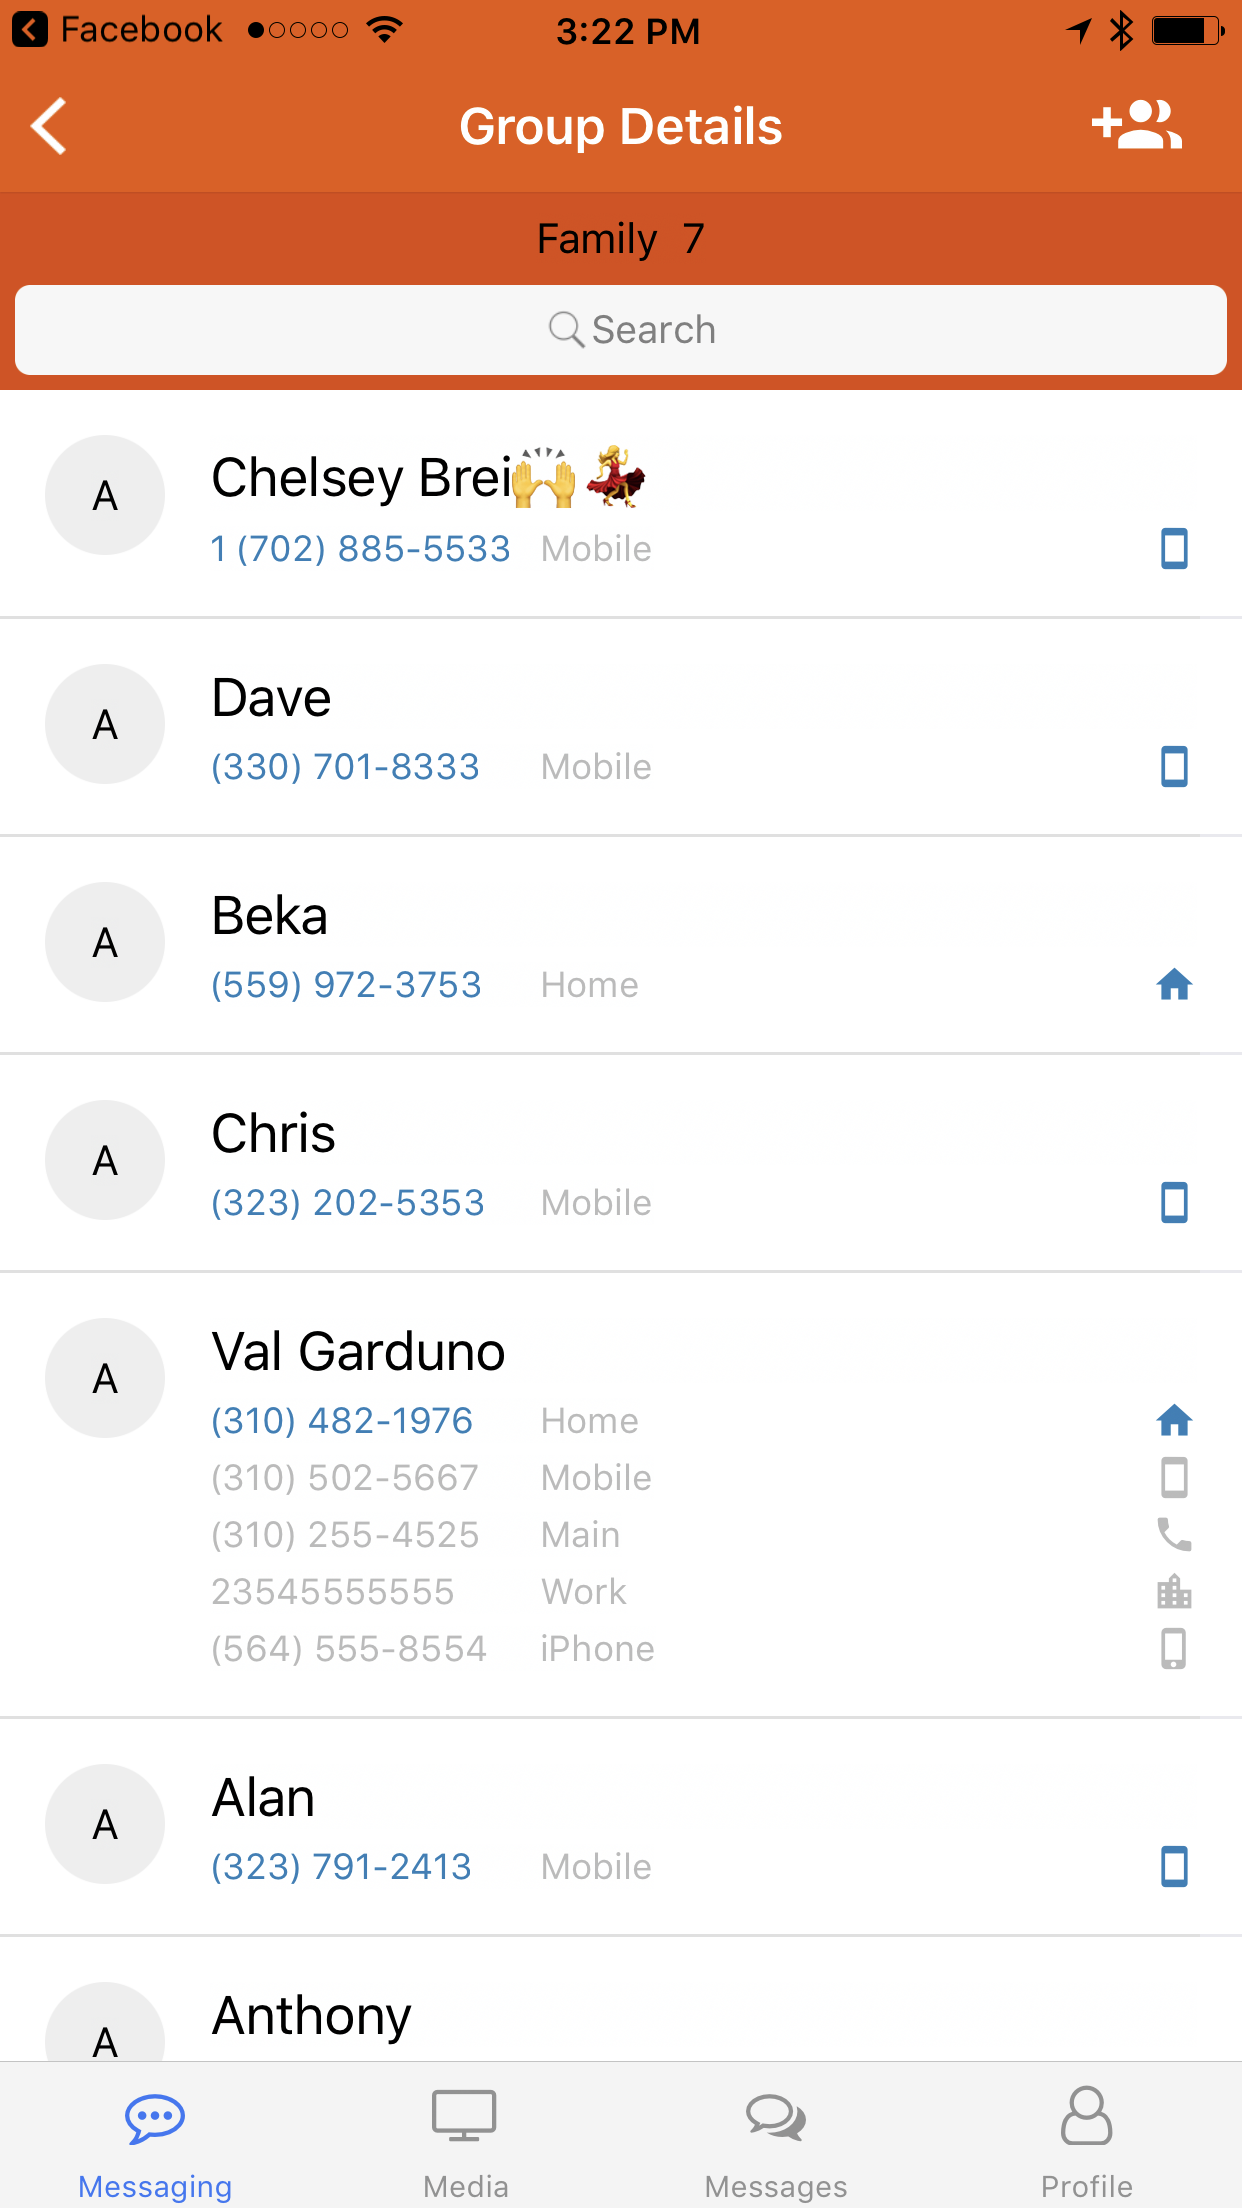 Facebook 3:22 PM
Group Details
Family 7
Search
A
Chelsey Brei🙌💃
1 (702) 885-5533 Mobile
A
Dave
(330) 701-8333 Mobile
A
Beka
(559) 972-3753 Home
A
Chris
(323) 202-5353 Mobile
A
Val Garduno
(310) 482-1976 Home
(310) 502-5667 Mobile
(310) 255-4525 Main
23545555555 Work
(564) 555-8554 iPhone
A
Alan
(323) 791-2413 Mobile
A
Anthony
Messaging Media Messages Profile